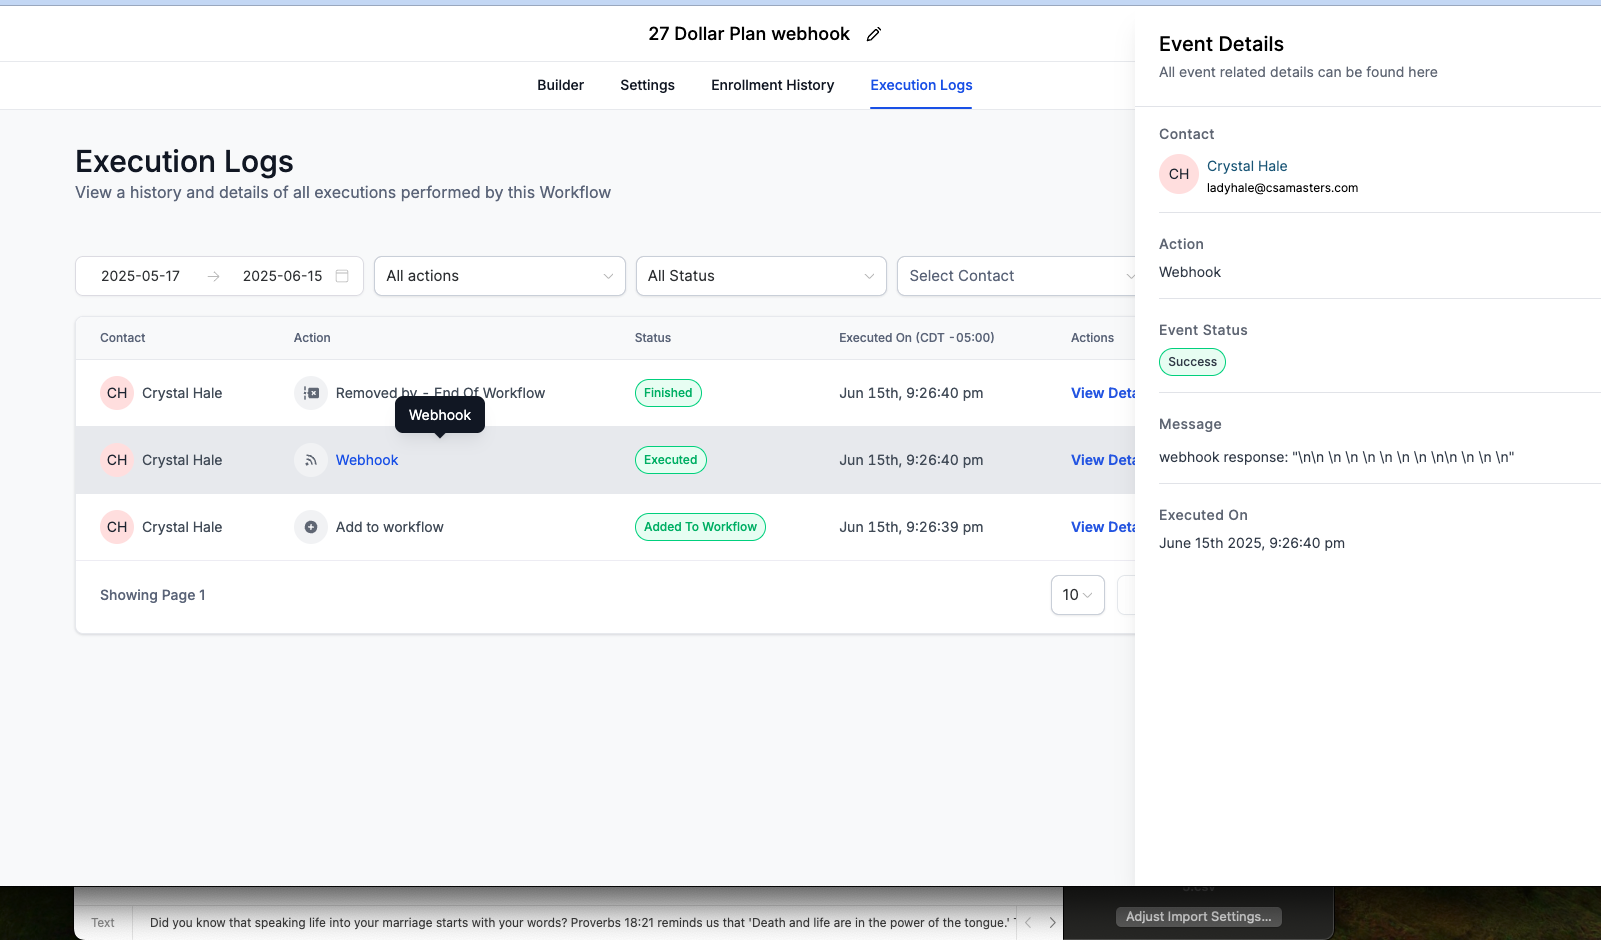 27 Dollar Plan webhook
Builder
Settings
Enrollment History
Execution Logs
Execution Logs
View a history and details of all executions performed by this Workflow
2025-05-17
2025-06-15
All actions
All Status
Select Contact
Contact
Action
Status
Executed On (CDT -05:00)
Actions
CH
Crystal Hale
Removed by - End Of Workflow
Finished
Jun 15th, 9:26:40 pm
View Deta
Webhook
CH
Crystal Hale
Webhook
Executed
Jun 15th, 9:26:40 pm
View Deta
CH
Crystal Hale
Add to workflow
Added To Workflow
Jun 15th, 9:26:39 pm
View Deta
Showing Page 1
10
Event Details
All event related details can be found here
Contact
CH
Crystal Hale
ladyhale@csamasters.com
Action
Webhook
Event Status
Success
Message
webhook response: "\n\n \n \n \n \n \n \n \n\n \n \n \n"
Executed On
June 15th 2025, 9:26:40 pm
Text
Did you know that speaking life into your marriage starts with your words? Proverbs 18:21 reminds us that 'Death and life are in the power of the tongue.'
Adjust Import Settings...